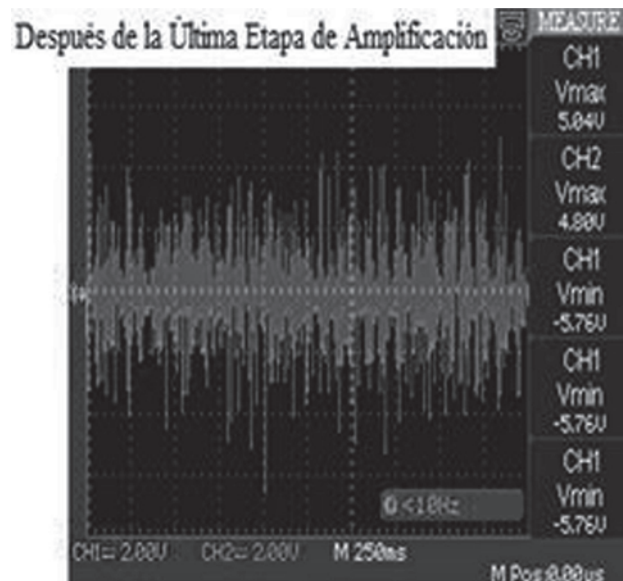 Después de la Última Etapa de Amplificación
MEASURE
CH1
Vmax
5.04V
CH2
Vmax
4.80V
CH1
Vmin
-5.76V
CH1
Vmin
-5.76V
CH1
Vmin
-5.76V
<10Hz
CH1= 2.00V CH2= 2.00V M 250ms
M Pos:0.00us